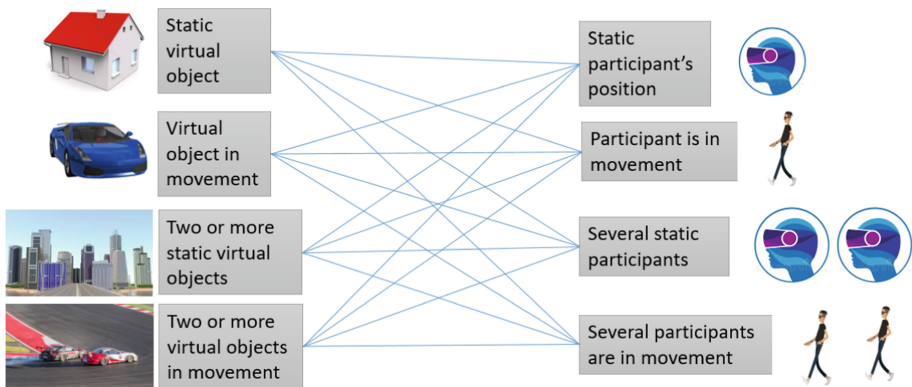 Static
virtual
object
Static
participant's
position
Virtual
object in
movement
Participant is in
movement
Two or more
static virtual
objects
Several static
participants
Two or more
virtual objects
in movement
Several participants
are in movement